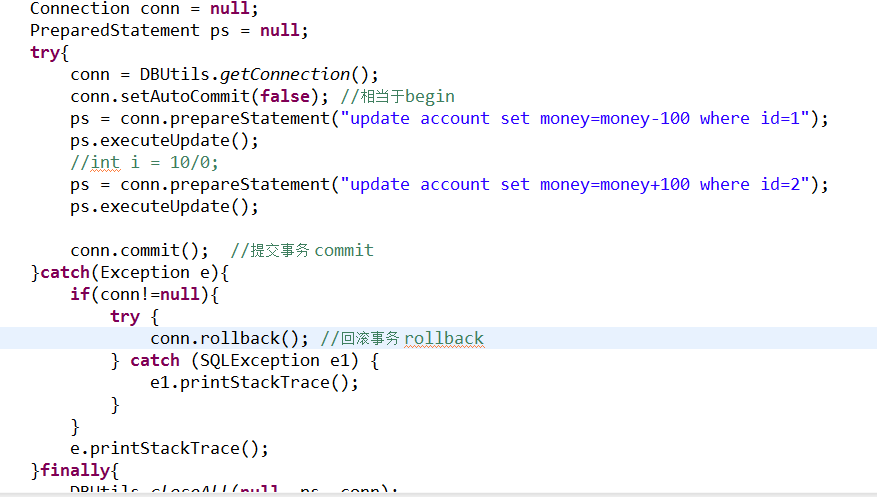 Connection conn = null;
PreparedStatement ps = null;
try{
conn = DBUtils.getConnection();
conn.setAutoCommit(false); //相当于begin
ps = conn.prepareStatement("update account set money=money-100 where id=1");
ps.executeUpdate();
//int i = 10/0;
ps = conn.prepareStatement("update account set money=money+100 where id=2");
ps.executeUpdate();
conn.commit();  //提交事务 commit
}catch(Exception e){
if(conn!=null){
try {
conn.rollback(); //回滚事务 rollback
} catch (SQLException e1) {
e1.printStackTrace();
}
}
e.printStackTrace();
}finally{
DBUtils.closeAll(null, ps, conn);